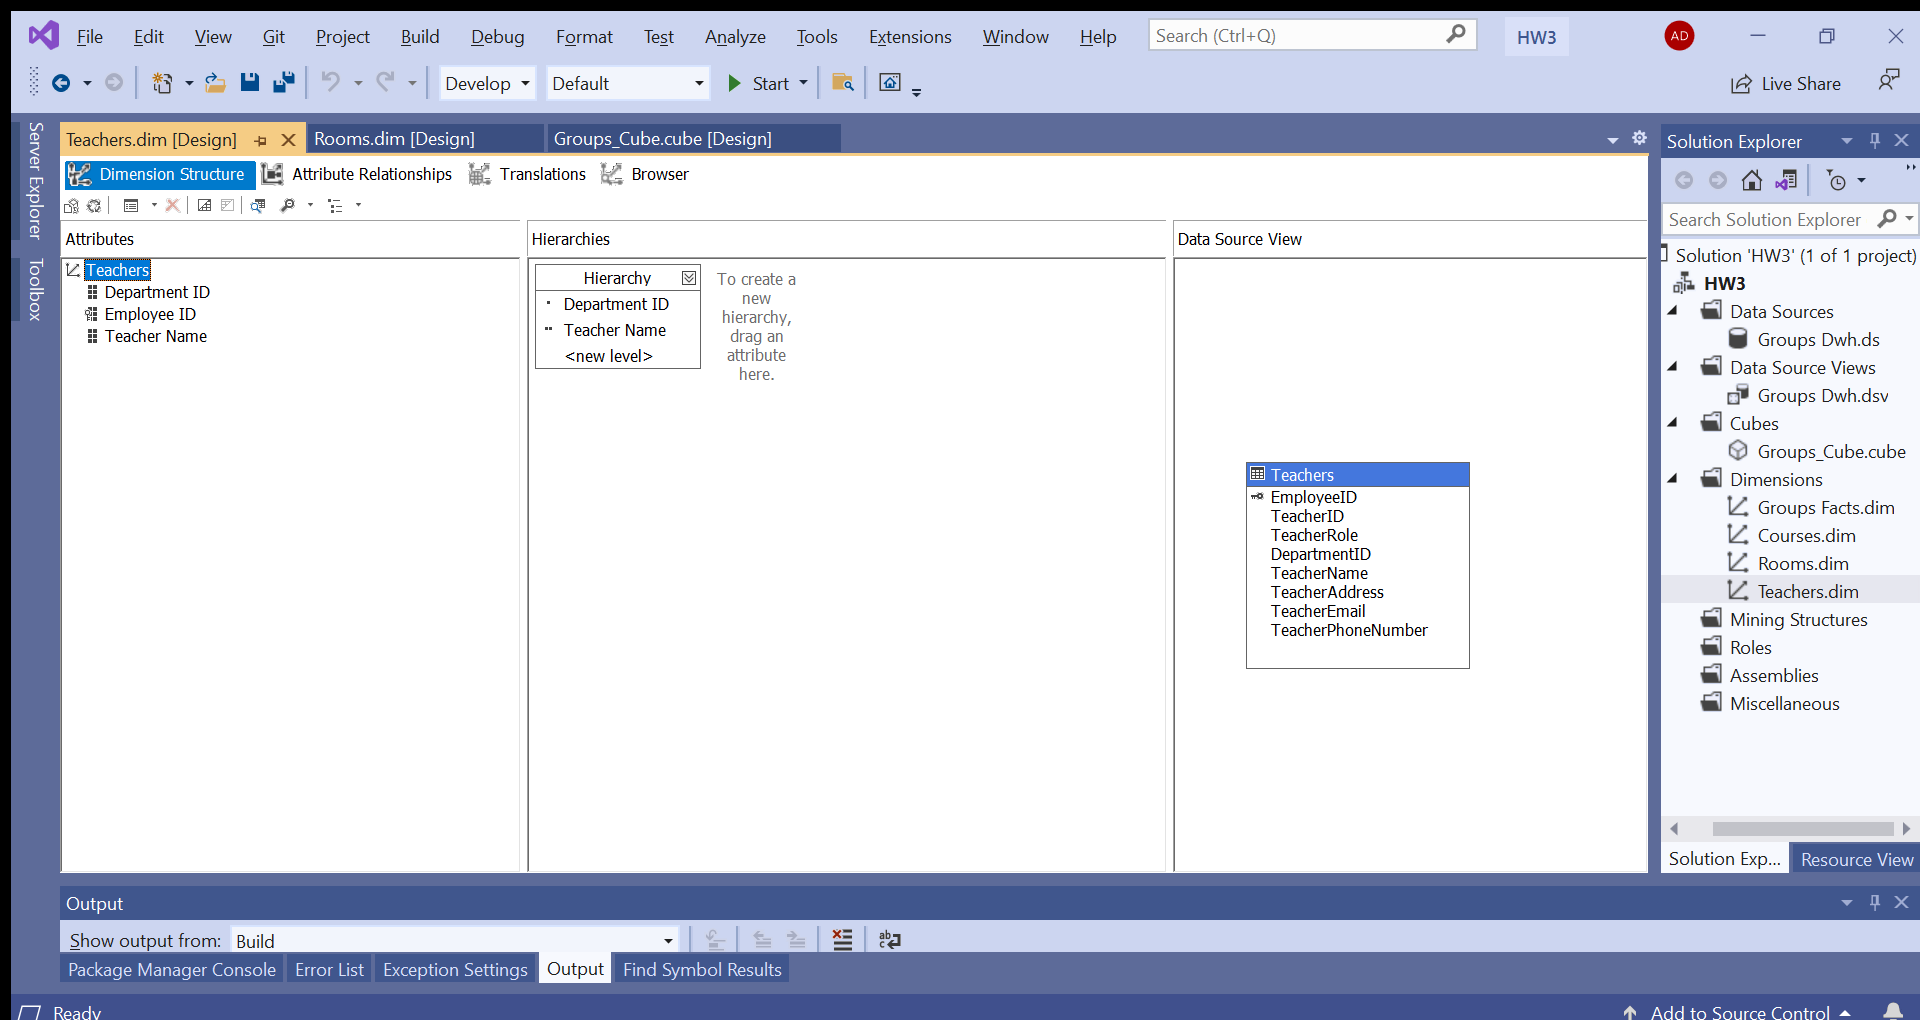 File Edit View Git Project Build Debug Format Test Analyze Tools Extensions Window Help Search (Ctrl+Q) HW3 AD
Develop Default Start Live Share
Server Explorer
Toolbox
Teachers.dim [Design] Rooms.dim [Design] Groups_Cube.cube [Design]
Dimension Structure Attribute Relationships Translations Browser
Attributes
Teachers
Department ID
Employee ID
Teacher Name
Hierarchies
Hierarchy
Department ID
Teacher Name
<new level>
To create a
new
hierarchy,
drag an
attribute
here.
Data Source View
Teachers
EmployeeID
TeacherID
TeacherRole
DepartmentID
TeacherName
TeacherAddress
TeacherEmail
TeacherPhoneNumber
Solution Explorer
Search Solution Explorer
Solution 'HW3' (1 of 1 project)
HW3
Data Sources
Groups Dwh.ds
Data Source Views
Groups Dwh.dsv
Cubes
Groups_Cube.cube
Dimensions
Groups Facts.dim
Courses.dim
Rooms.dim
Teachers.dim
Mining Structures
Roles
Assemblies
Miscellaneous
Solution Exp... Resource View
Output
Show output from: Build
Package Manager Console Error List Exception Settings Output Find Symbol Results
Ready Add to Source Control